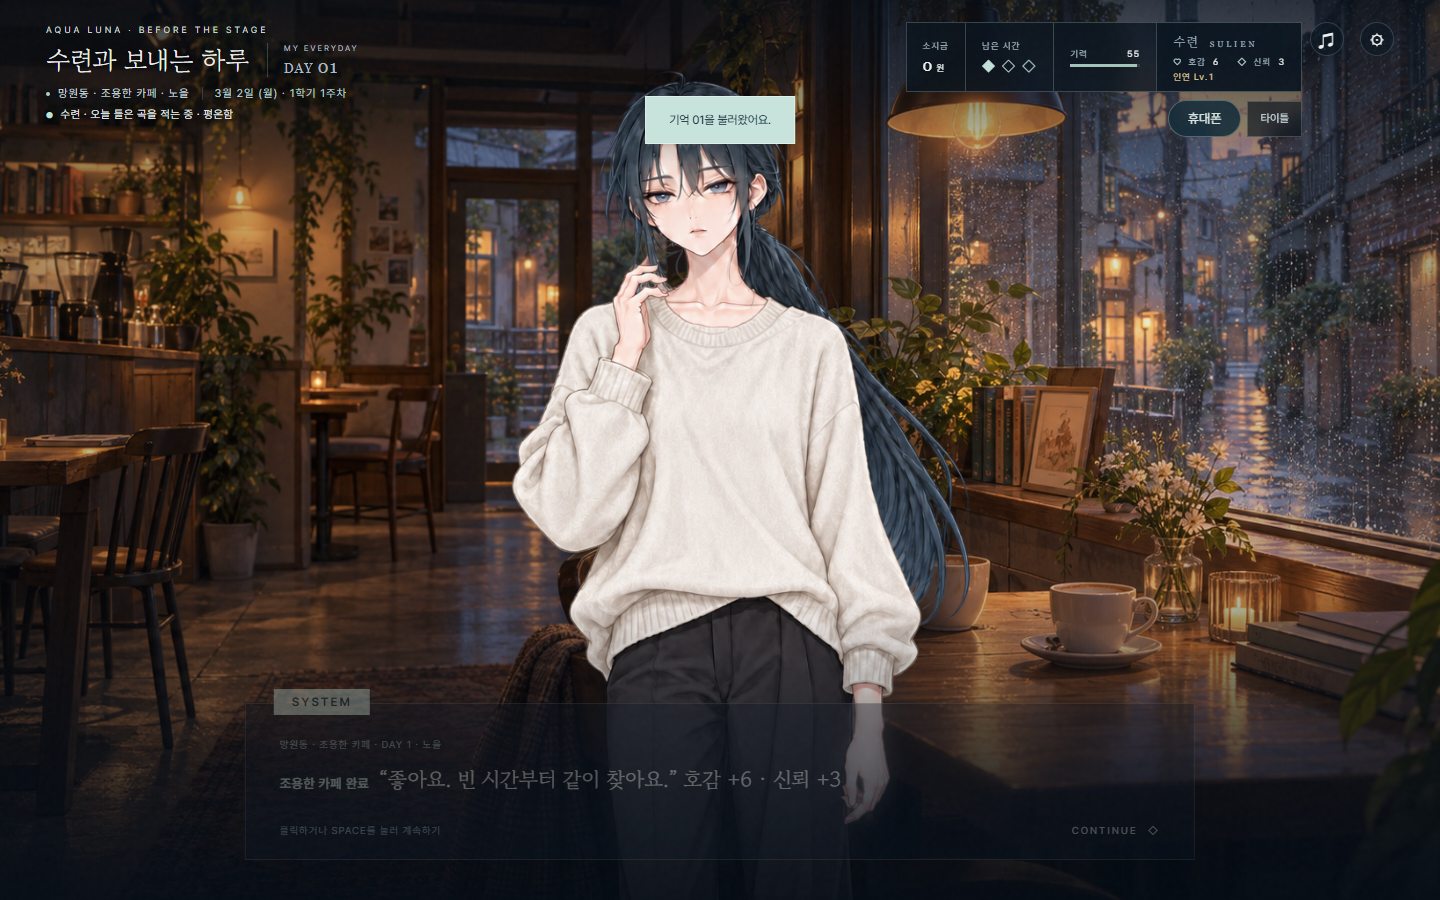 AQUA LUNA · BEFORE THE STAGE
수련과 보내는 하루
MY EVERYDAY
DAY 01
망원동 · 조용한 카페 · 노을
3월 2일 (월) · 1학기 1주차
수련 · 오늘 들은 곡을 적는 중 · 평온함
소지금
0 원
남은 시간
기력 55
수련 SULIEN
호감 6 신뢰 3
인연 Lv.1
휴대폰
타이틀
기억 01을 불러왔어요.
SYSTEM
망원동 · 조용한 카페 · DAY 1 · 노을
조용한 카페 완료 “좋아요. 빈 시간부터 같이 찾아요.” 호감 +6 · 신뢰 +3
클릭하거나 SPACE를 눌러 계속하기
CONTINUE